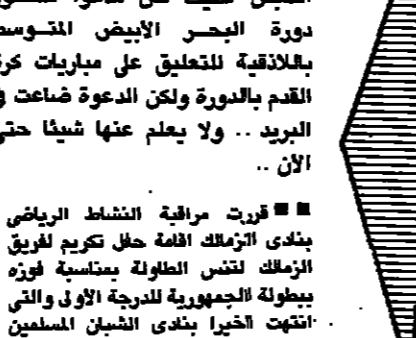 دورة البحر الأبيض المتوسط
باللاذقية للتعليق على مباريات كرة
القدم بالدورة ولكن الدعوة ضاعت في
البريد .. ولا يعلم عنها شيئا حتى
الآن ..
قررت مراقبة النشاط الرياضى
بنادى الزمالك اقامة حفل تكريم لفريق
الزمالك لتنس الطاولة بمناسبة فوزه
ببطولة الجمهورية للدرجة الأولى والتي
انتهت اخيرا بنادى الشبان المسلمين